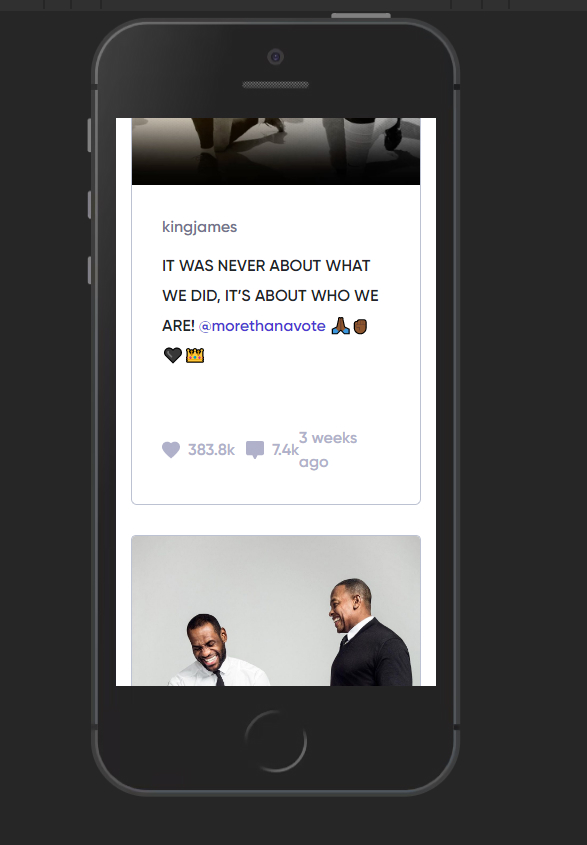 kingjames
IT WAS NEVER ABOUT WHAT
WE DID, IT’S ABOUT WHO WE
ARE! @morethanavote 🙏🏾✊🏾
🖤👑
383.8k 7.4k 3 weeks
ago